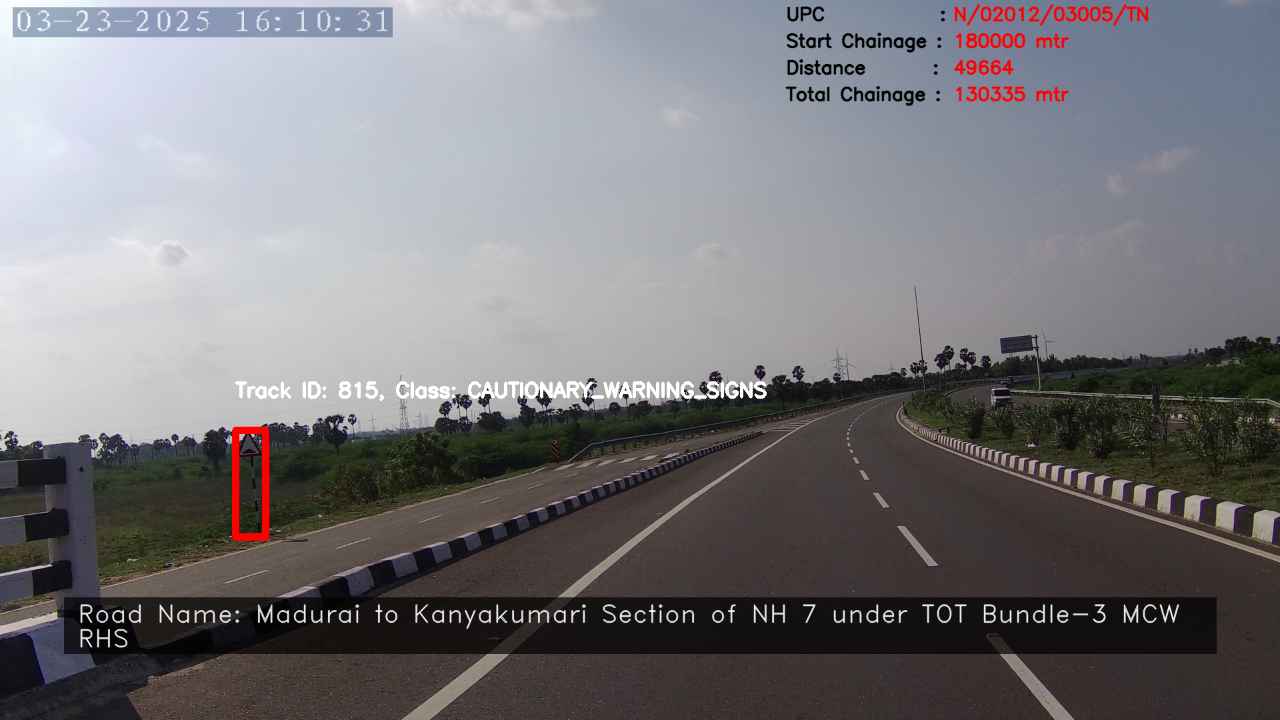 03-23-2025 16:10:31
UPC : N/02012/03005/TN
Start Chainage : 180000 mtr
Distance : 49664
Total Chainage : 130335 mtr
Track ID: 815, Class: CAUTIONARY_WARNING_SIGNS
Road Name: Madurai to Kanyakumari Section of NH 7 under TOT Bundle-3 MCW
RHS